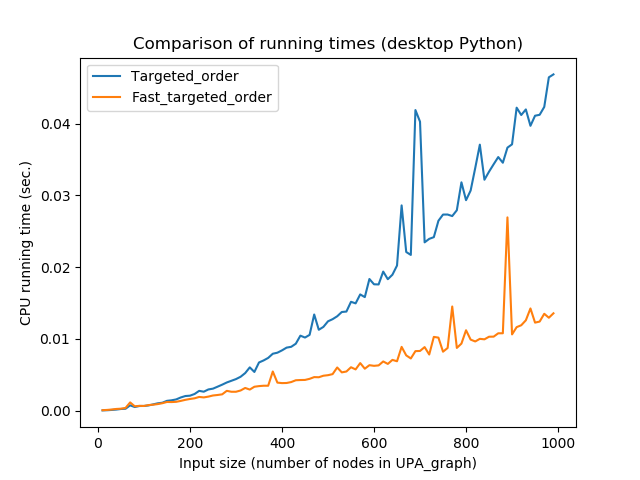 Comparison of running times (desktop Python)
Targeted_order
Fast_targeted_order
CPU running time (sec.)
0.04
0.03
0.02
0.01
0.00
0 200 400 600 800 1000
Input size (number of nodes in UPA_graph)